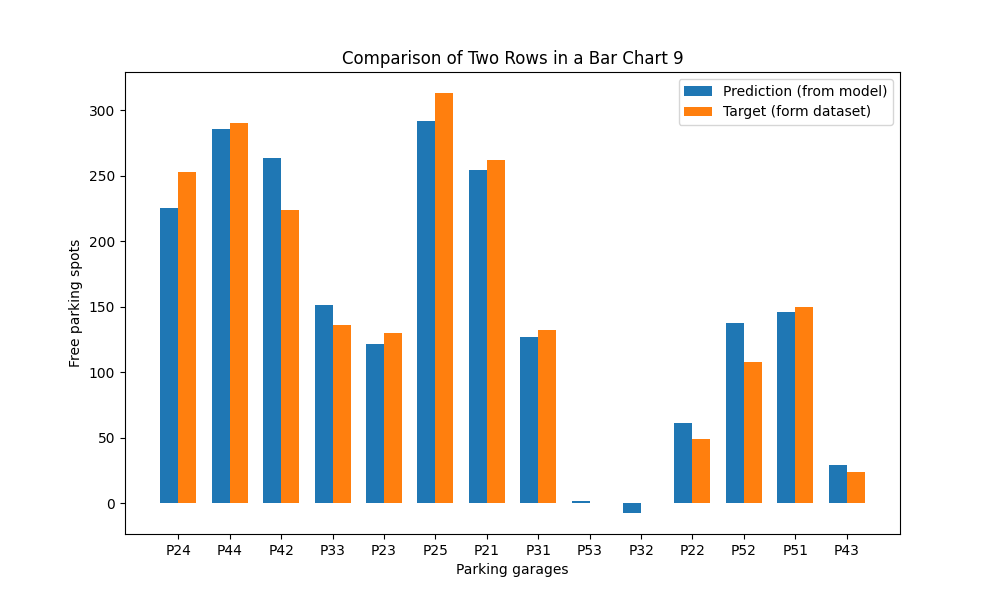 Comparison of Two Rows in a Bar Chart 9
Prediction (from model)
Target (form dataset)
Free parking spots
300
250
200
150
100
50
0
P24 P44 P42 P33 P23 P25 P21 P31 P53 P32 P22 P52 P51 P43
Parking garages